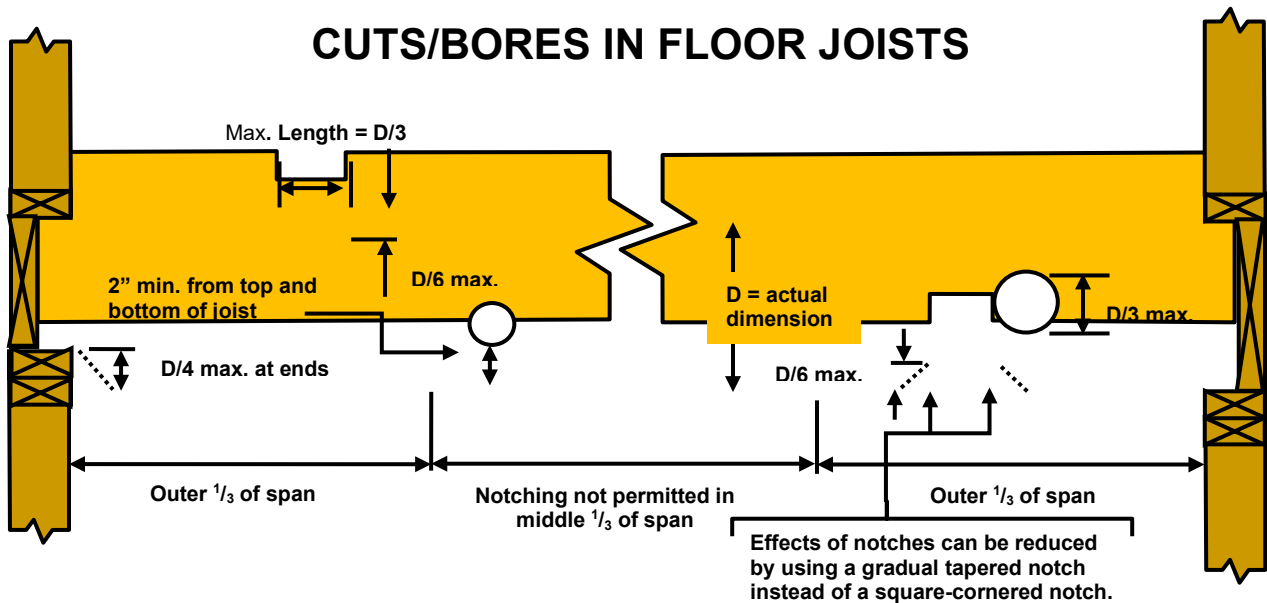 CUTS/BORES IN FLOOR JOISTS
Max. Length = D/3
2” min. from top and
bottom of joist
D/6 max.
D = actual
dimension
D/3 max.
D/4 max. at ends
D/6 max.
Outer 1/3 of span
Notching not permitted in
middle 1/3 of span
Outer 1/3 of span
Effects of notches can be reduced
by using a gradual tapered notch
instead of a square-cornered notch.